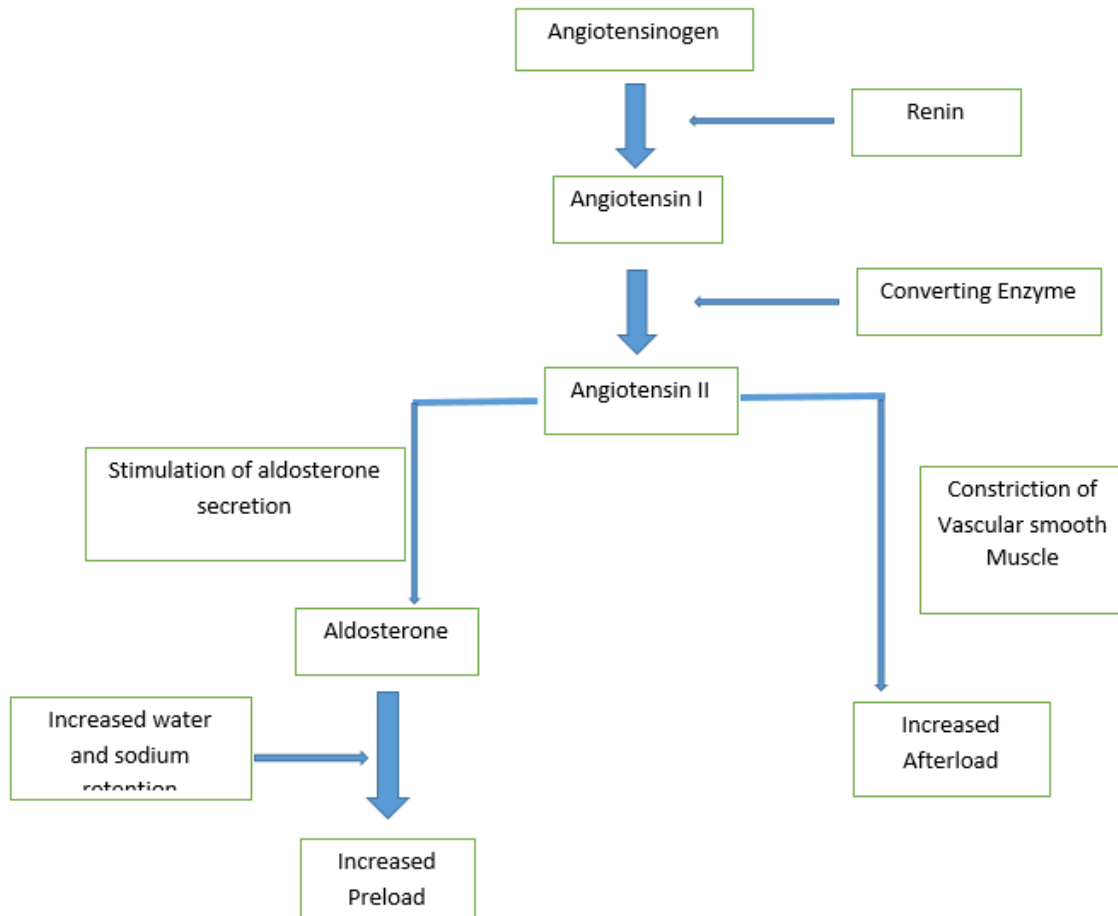 Angiotensinogen
Renin
Angiotensin I
Converting Enzyme
Angiotensin II
Stimulation of aldosterone
secretion
Constriction of
Vascular smooth
Muscle
Aldosterone
Increased water
and sodium
retention
Increased
Afterload
Increased
Preload